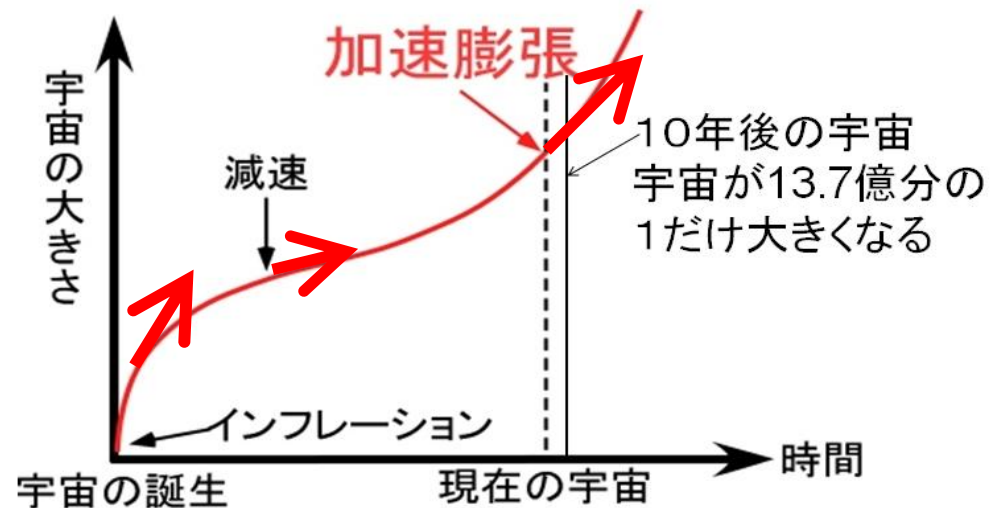 宇宙の大きさ
加速膨張
減速
10年後の宇宙
宇宙が13.7億分の
1だけ大きくなる
インフレーション
時間
宇宙の誕生
現在の宇宙